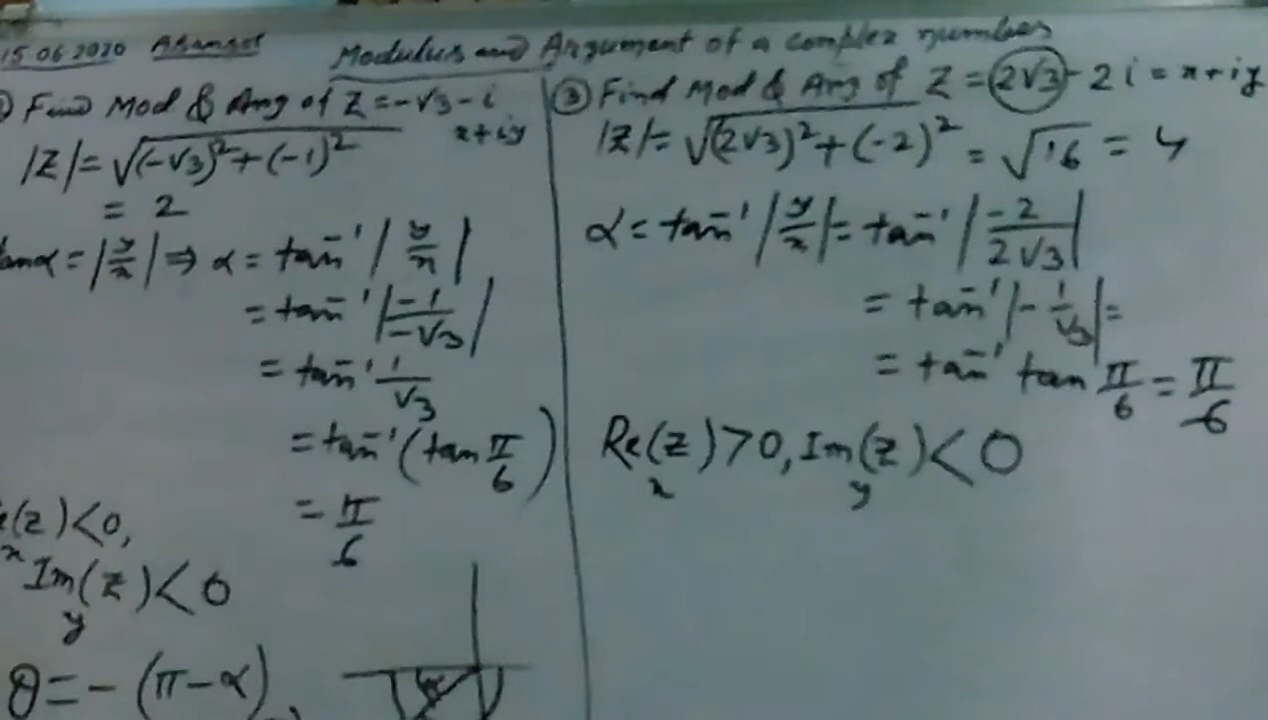 15 06 2020
Modulus and Argument of a complex number
Find Mod & Arg of Z = -√3 - i
x+iy
|Z| = √(-√3)²+(-1)²
= 2
tanα = |y/x| ⇒ α = tan⁻¹ |y/x|
= tan⁻¹ |-1/-√3|
= tan⁻¹ 1/√3
= tan⁻¹ (tan π/6)
= π/6
(z) < 0,
x
Im(z) < 0
y
θ = - (π - α)
③ Find Mod & Arg of Z = 2√3 - 2i = x+iy
|Z| = √(2√3)²+(-2)² = √16 = 4
α = tan⁻¹ |y/x| = tan⁻¹ |-2/2√3|
= tan⁻¹ |-1/√3| =
= tan⁻¹ tan π/6 = π/6
Re(z) > 0, Im(z) < 0
x y